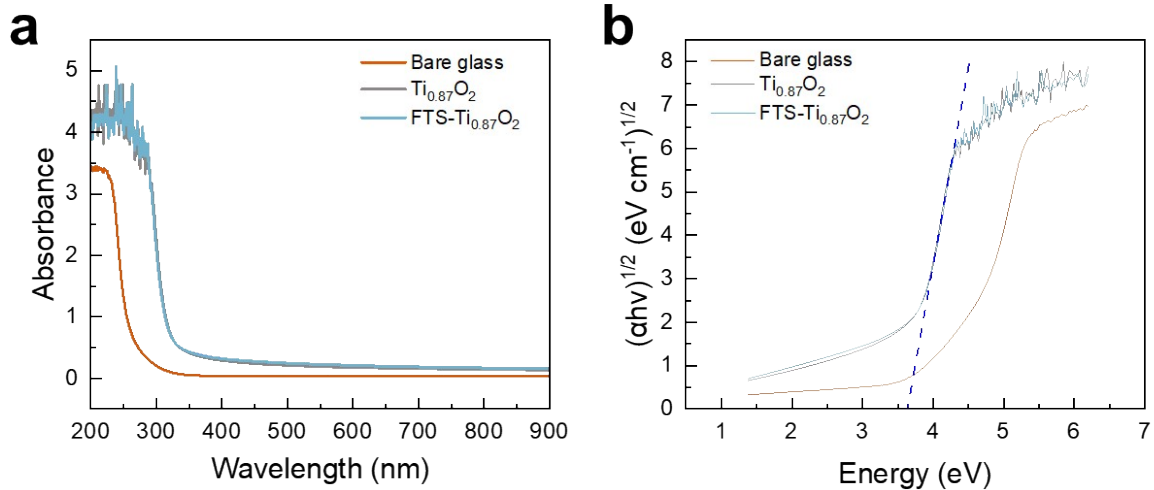 a
5
4
3
2
1
0
Absorbance
200 300 400 500 600 700 800 900
Wavelength (nm)
Bare glass
Ti0.87O2
FTS-Ti0.87O2
b
8
7
6
5
4
3
2
1
0
(αhν)1/2 (eV cm-1)1/2
1 2 3 4 5 6 7
Energy (eV)
Bare glass
Ti0.87O2
FTS-Ti0.87O2